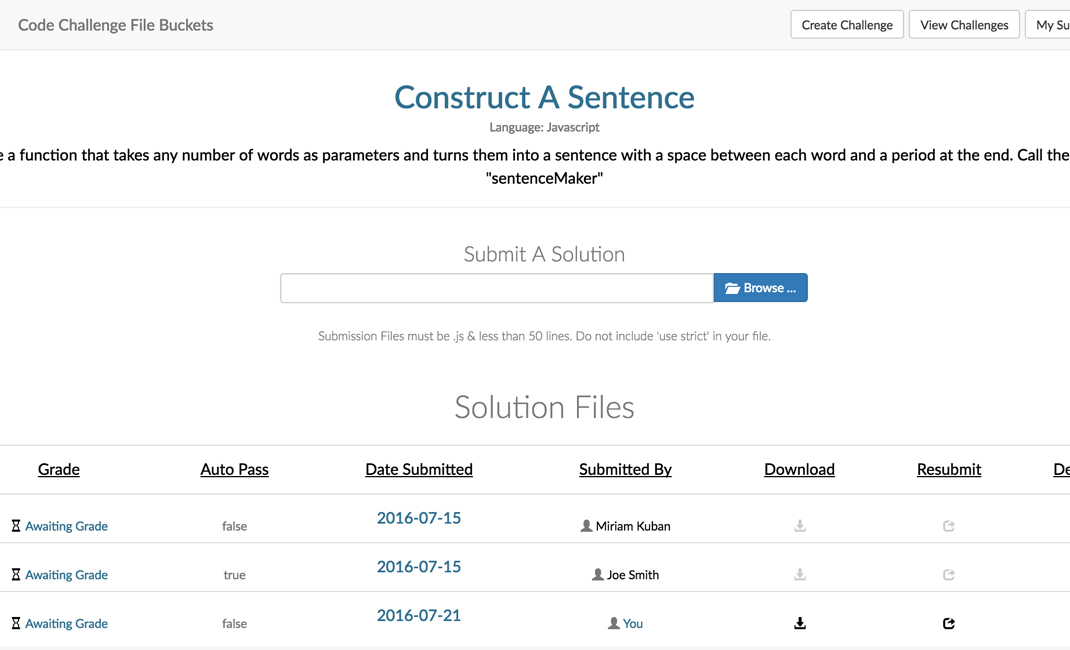 Code Challenge File Buckets Create Challenge View Challenges My Su
Construct A Sentence
Language: Javascript
e a function that takes any number of words as parameters and turns them into a sentence with a space between each word and a period at the end. Call the
"sentenceMaker"
Submit A Solution
Browse ...
Submission Files must be .js & less than 50 lines. Do not include 'use strict' in your file.
Solution Files
Grade Auto Pass Date Submitted Submitted By Download Resubmit De
Awaiting Grade false 2016-07-15 Miriam Kuban
Awaiting Grade true 2016-07-15 Joe Smith
Awaiting Grade false 2016-07-21 You